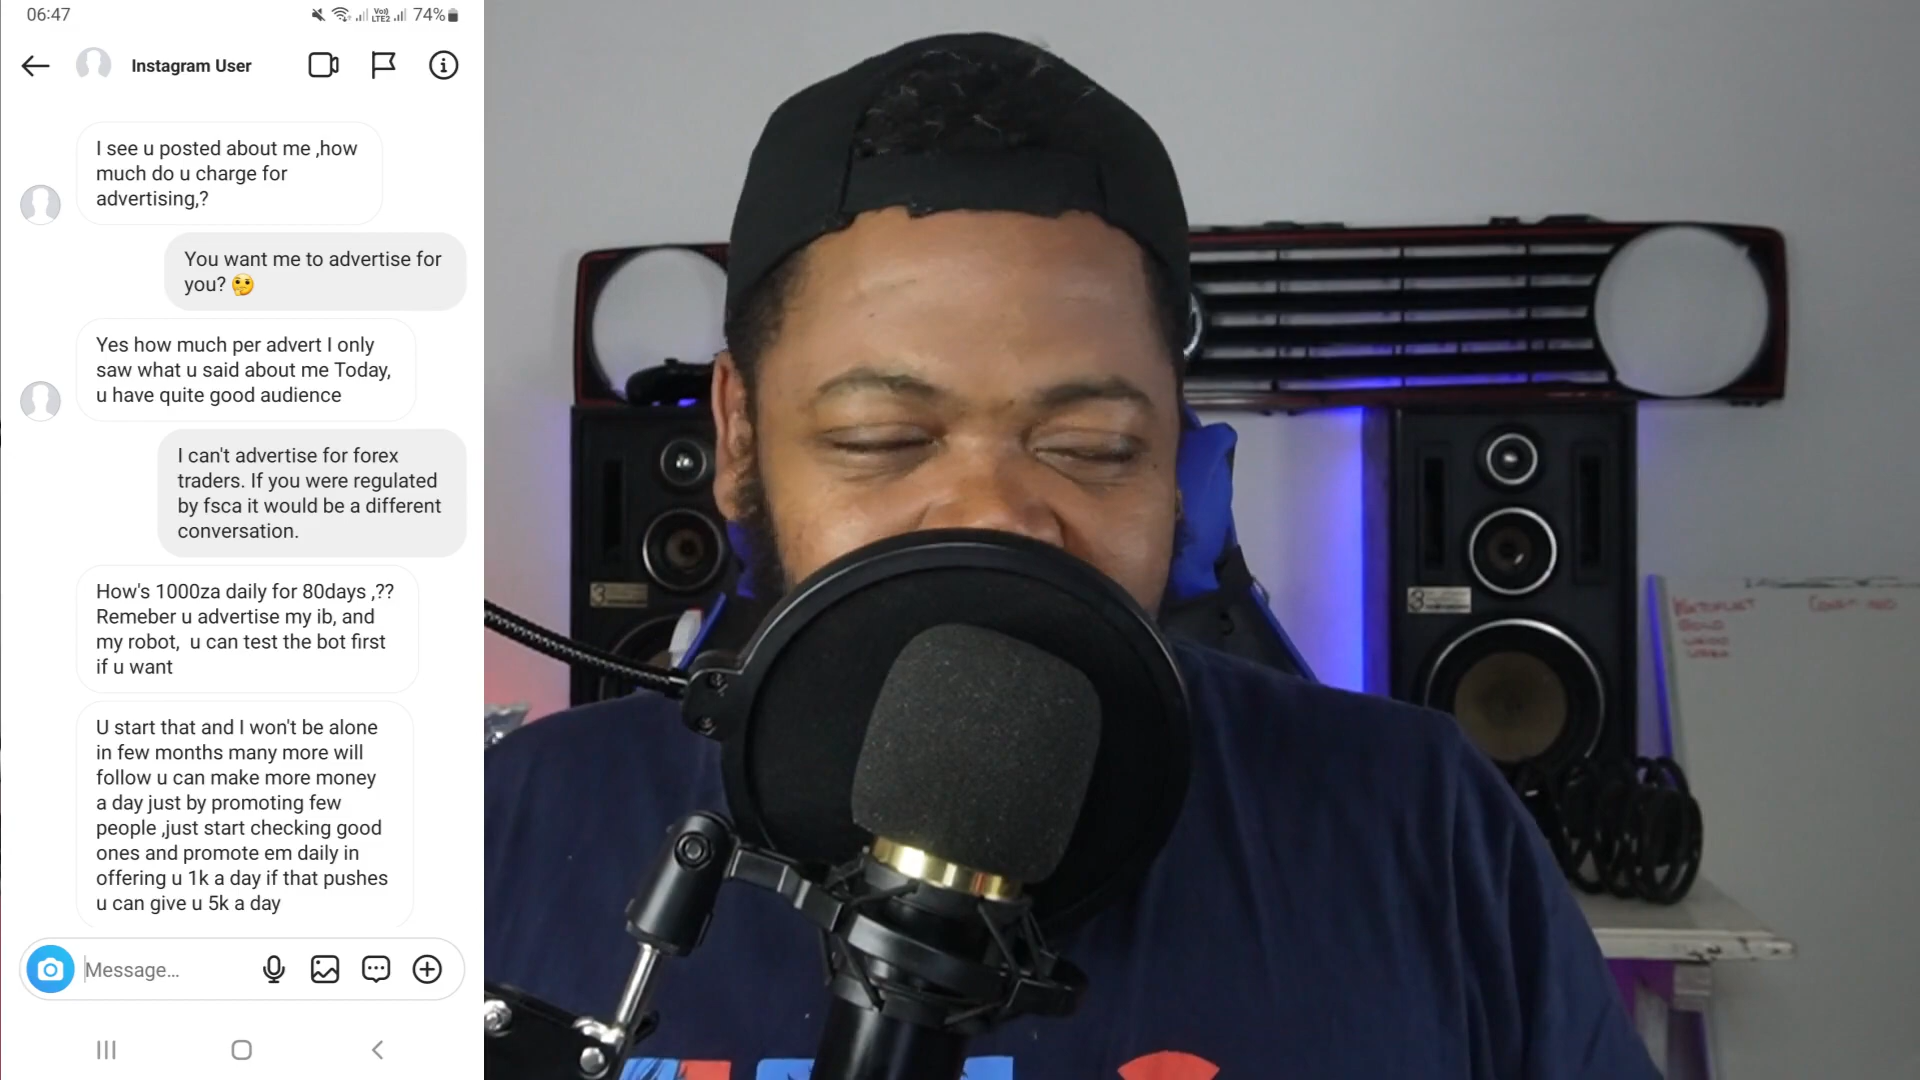 06:47
Vo))
LTE2
74%
Instagram User
I see u posted about me ,how
much do u charge for
advertising,?
You want me to advertise for
you? 🤔
Yes how much per advert I only
saw what u said about me Today,
u have quite good audience
I can't advertise for forex
traders. If you were regulated
by fsca it would be a different
conversation.
How's 1000za daily for 80days ,??
Remeber u advertise my ib, and
my robot,  u can test the bot first
if u want
U start that and I won't be alone
in few months many more will
follow u can make more money
a day just by promoting few
people ,just start checking good
ones and promote em daily in
offering u 1k a day if that pushes
u can give u 5k a day
Message...
3
3